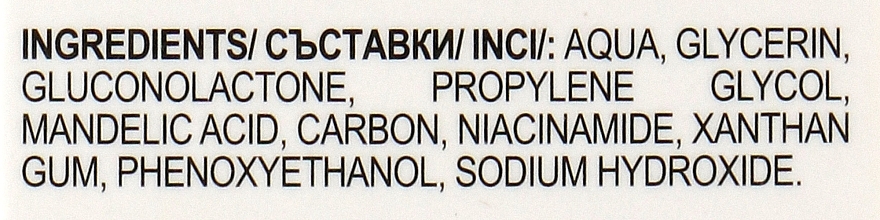 INGREDIENTS/ СЪСТАВКИ/ INCI/: AQUA, GLYCERIN,
GLUCONOLACTONE, PROPYLENE GLYCOL,
MANDELIC ACID, CARBON, NIACINAMIDE, XANTHAN
GUM, PHENOXYETHANOL, SODIUM HYDROXIDE.